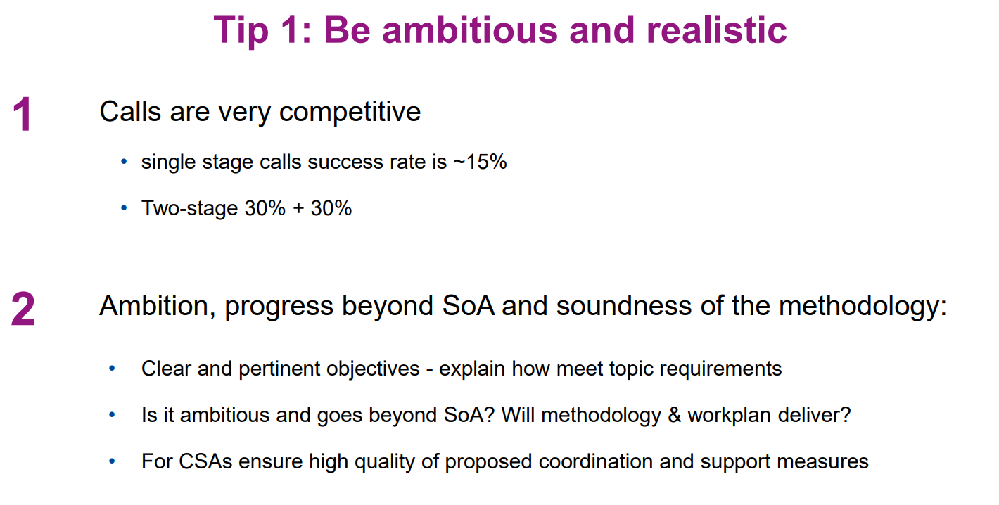 Tip 1: Be ambitious and realistic
1
Calls are very competitive
• single stage calls success rate is ~15%
• Two-stage 30% + 30%
2
Ambition, progress beyond SoA and soundness of the methodology:
• Clear and pertinent objectives - explain how meet topic requirements
• Is it ambitious and goes beyond SoA? Will methodology & workplan deliver?
• For CSAs ensure high quality of proposed coordination and support measures